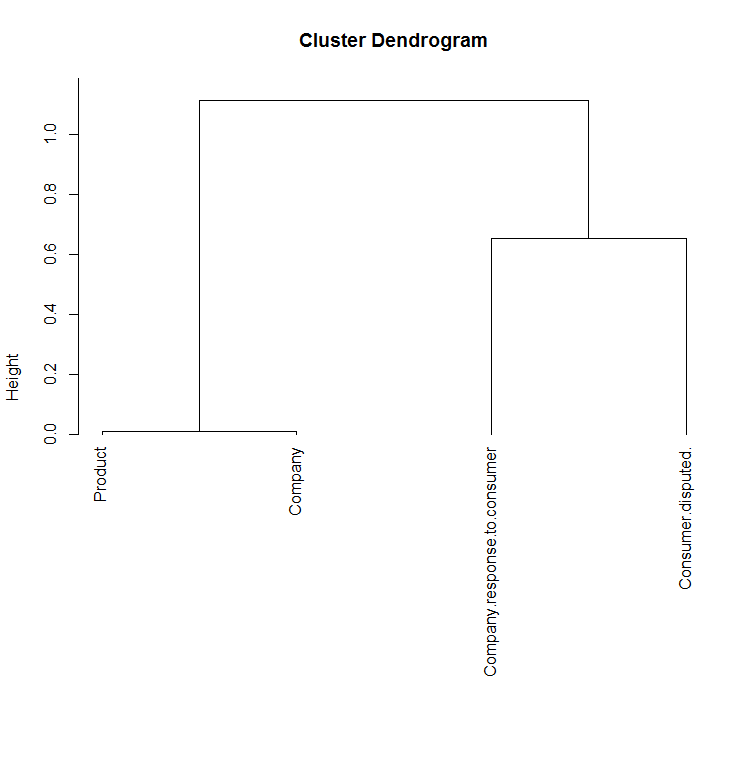 Cluster Dendrogram
Height
1.0
0.8
0.6
0.4
0.2
0.0
Product
Company
Company.response.to.consumer
Consumer.disputed.